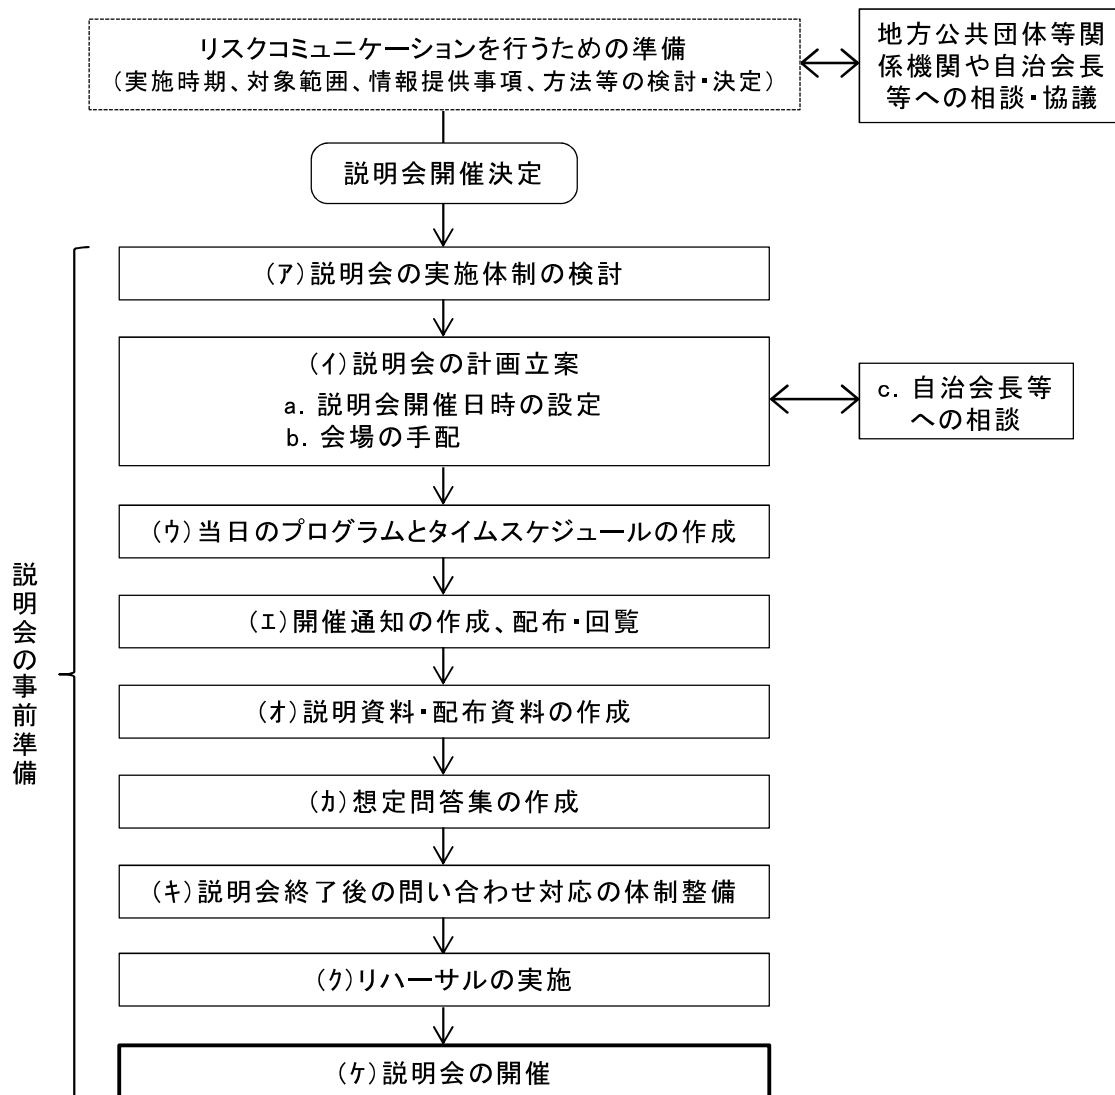 リスクコミュニケーションを行うための準備
（実施時期、対象範囲、情報提供事項、方法等の検討・決定）
地方公共団体等関
係機関や自治会長
等への相談・協議
説明会開催決定
(ア)説明会の実施体制の検討
(イ)説明会の計画立案
a. 説明会開催日時の設定
b. 会場の手配
c. 自治会長等
への相談
(ウ)当日のプログラムとタイムスケジュールの作成
(エ)開催通知の作成、配布・回覧
(オ)説明資料・配布資料の作成
(カ)想定問答集の作成
(キ)説明会終了後の問い合わせ対応の体制整備
(ク)リハーサルの実施
(ケ)説明会の開催
説明会の事前準備